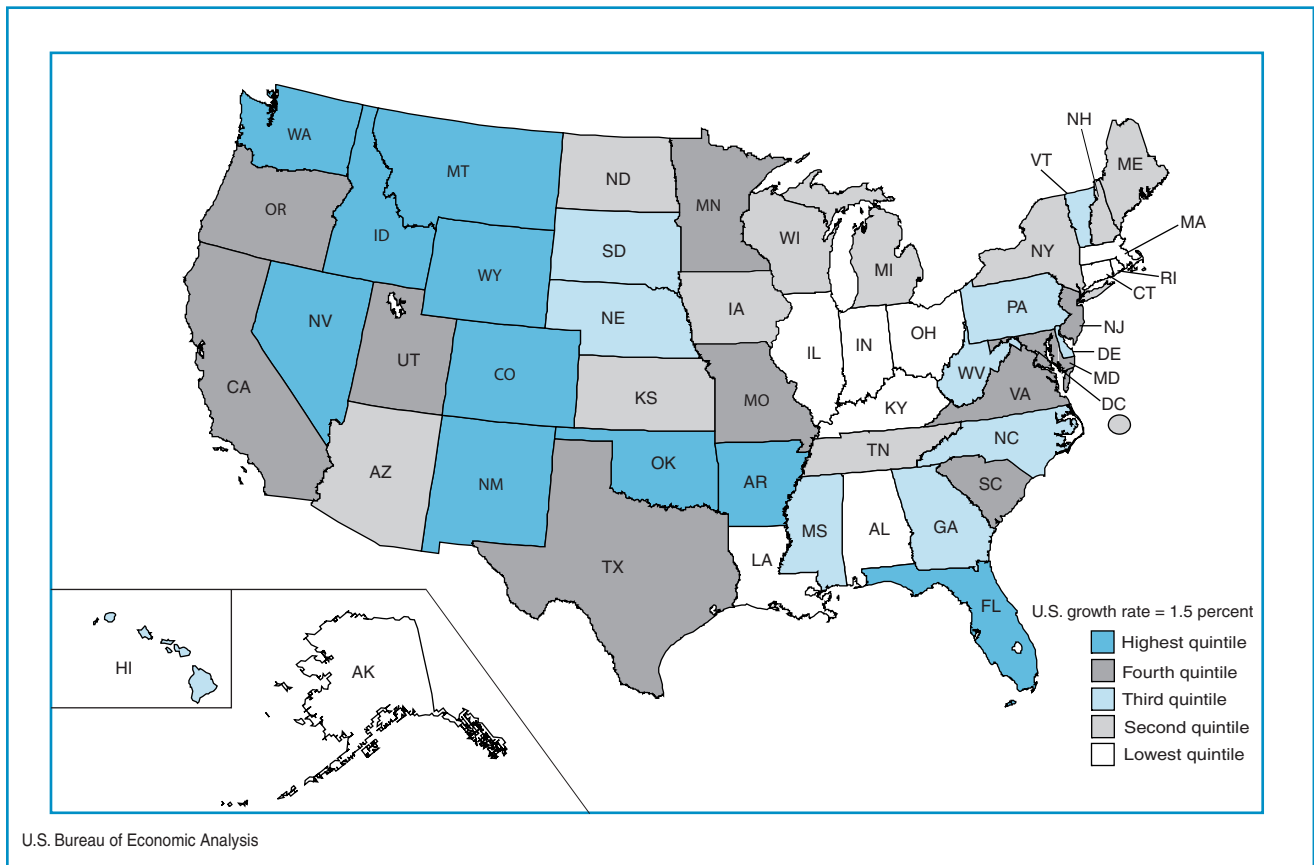 WA
MT
ND
MN
OR
ID
SD
WI
WY
MI
NY
VT
NH
ME
MA
RI
CT
NV
NE
IA
PA
NJ
CA
UT
CO
KS
MO
IL
IN
OH
WV
VA
DE
MD
DC
KY
AZ
NM
OK
AR
TN
NC
SC
TX
LA
MS
AL
GA
FL
HI
AK
U.S. growth rate = 1.5 percent
Highest quintile
Fourth quintile
Third quintile
Second quintile
Lowest quintile
U.S. Bureau of Economic Analysis